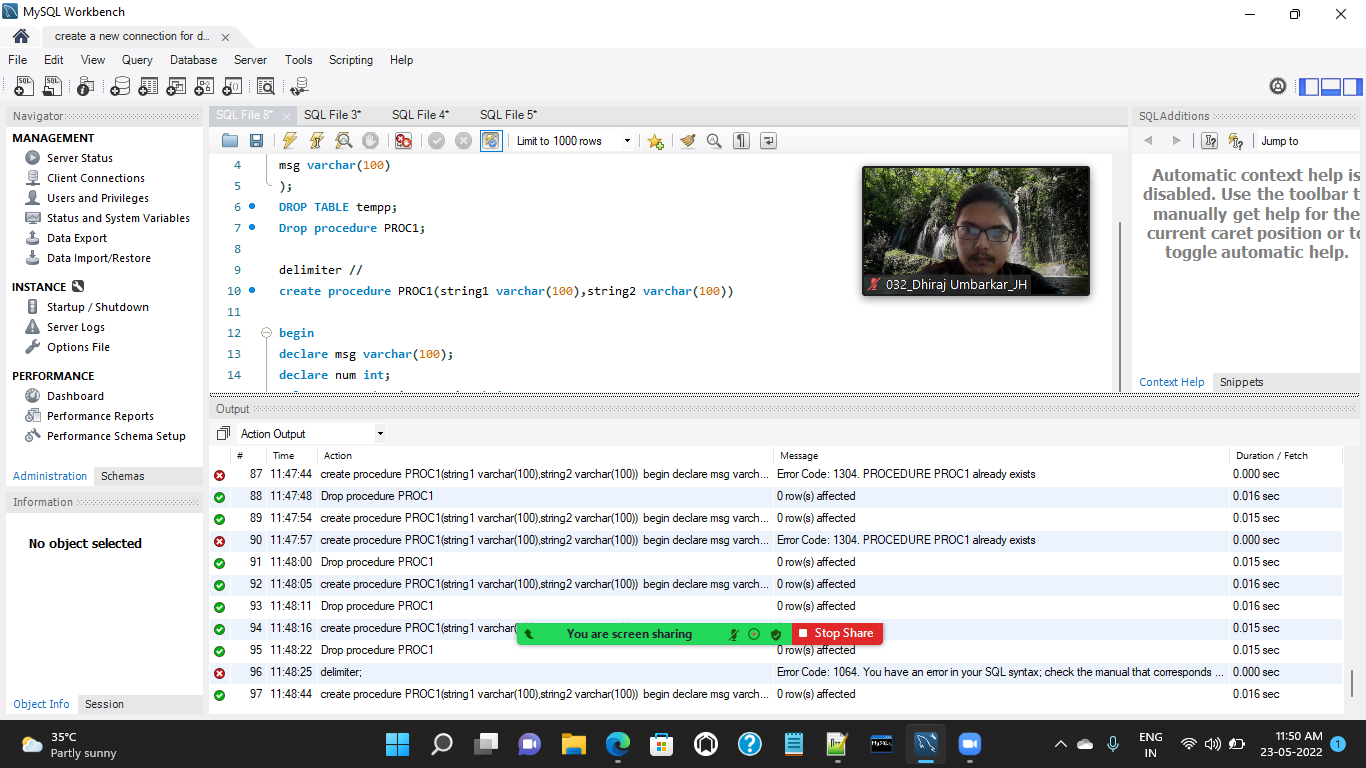 MySQL Workbench
create a new connection for d...
File Edit View Query Database Server Tools Scripting Help
Navigator
MANAGEMENT
Server Status
Client Connections
Users and Privileges
Status and System Variables
Data Export
Data Import/Restore
INSTANCE
Startup / Shutdown
Server Logs
Options File
PERFORMANCE
Dashboard
Performance Reports
Performance Schema Setup
Administration Schemas
Information
No object selected
Object Info Session
SQL File 8* SQL File 3* SQL File 4* SQL File 5*
Limit to 1000 rows
4 msg varchar(100)
5 );
6 DROP TABLE tempp;
7 Drop procedure PROC1;
8
9 delimiter //
10 create procedure PROC1(string1 varchar(100),string2 varchar(100))
11
12 begin
13 declare msg varchar(100);
14 declare num int;
032_Dhiraj Umbarkar_JH
SQLAdditions
Jump to
Automatic context help is
disabled. Use the toolbar t
manually get help for the
current caret position or to
toggle automatic help.
Context Help Snippets
Output
Action Output
# Time Action Message Duration / Fetch
87 11:47:44 create procedure PROC1(string1 varchar(100),string2 varchar(100)) begin declare msg varch... Error Code: 1304. PROCEDURE PROC1 already exists 0.000 sec
88 11:47:48 Drop procedure PROC1 0 row(s) affected 0.016 sec
89 11:47:54 create procedure PROC1(string1 varchar(100),string2 varchar(100)) begin declare msg varch... 0 row(s) affected 0.015 sec
90 11:47:57 create procedure PROC1(string1 varchar(100),string2 varchar(100)) begin declare msg varch... Error Code: 1304. PROCEDURE PROC1 already exists 0.000 sec
91 11:48:00 Drop procedure PROC1 0 row(s) affected 0.015 sec
92 11:48:05 create procedure PROC1(string1 varchar(100),string2 varchar(100)) begin declare msg varch... 0 row(s) affected 0.016 sec
93 11:48:11 Drop procedure PROC1 0 row(s) affected 0.016 sec
94 11:48:16 create procedure PROC1(string1 varchar( 0.015 sec
You are screen sharing Stop Share
95 11:48:22 Drop procedure PROC1 0 row(s) affected 0.015 sec
96 11:48:25 delimiter; Error Code: 1064. You have an error in your SQL syntax; check the manual that corresponds ... 0.000 sec
97 11:48:44 create procedure PROC1(string1 varchar(100),string2 varchar(100)) begin declare msg varch... 0 row(s) affected 0.016 sec
35°C
Partly sunny
ENG
IN
11:50 AM
23-05-2022
1